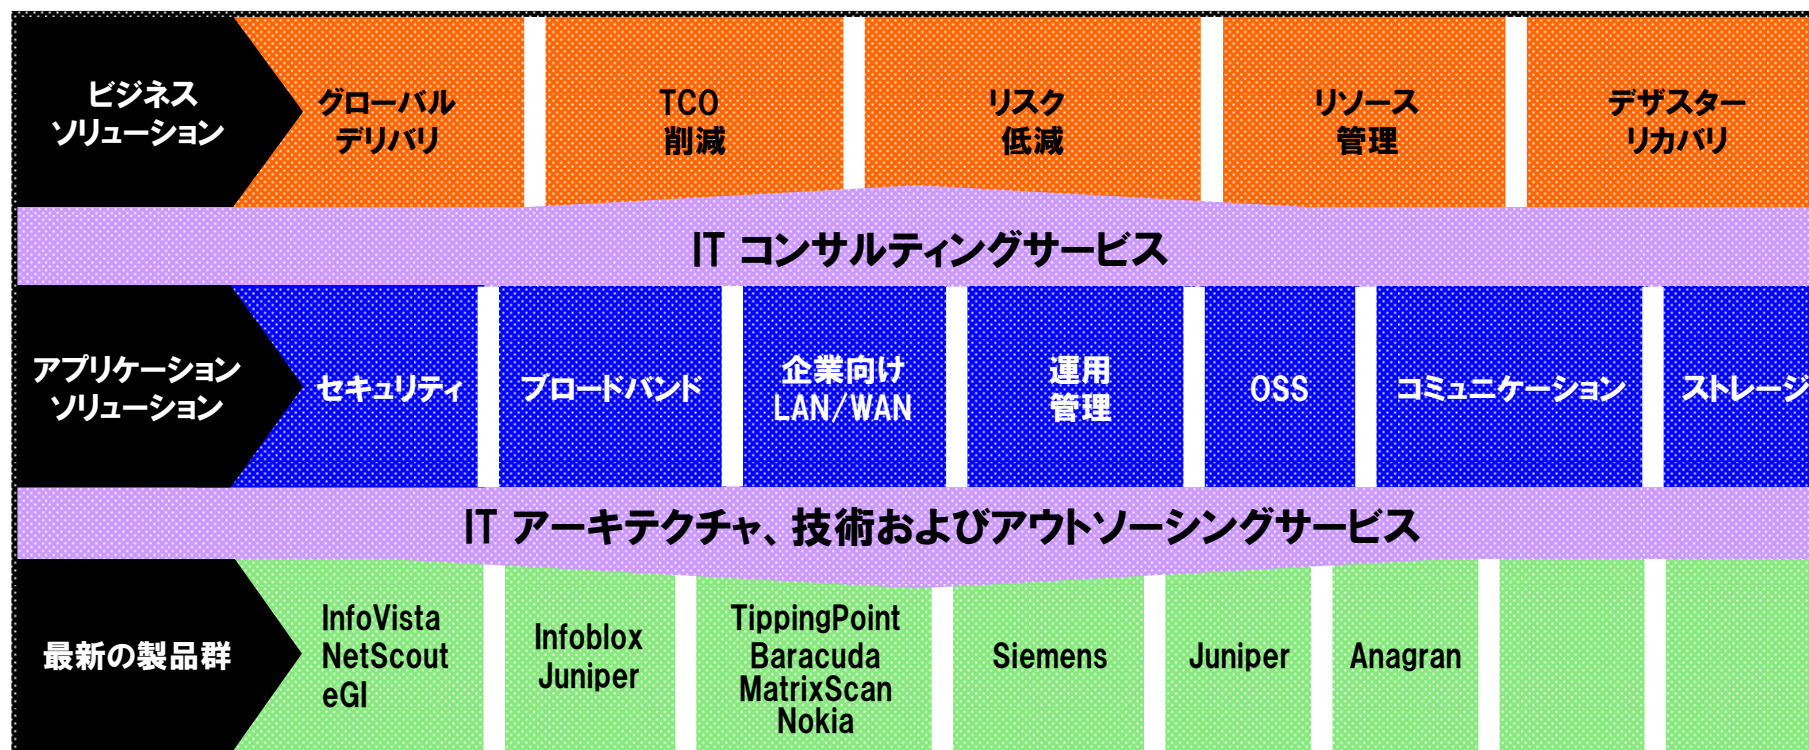 ビジネス
ソリューション
グローバル
デリバリ
TCO
削減
リスク
低減
リソース
管理
デザスター
リカバリ
IT コンサルティングサービス
アプリケーション
ソリューション
セキュリティ
ブロードバンド
企業向け
LAN/WAN
運用
管理
OSS
コミュニケーション
ストレージ
IT アーキテクチャ、技術およびアウトソーシングサービス
最新の製品群
InfoVista
NetScout
eGI
Infoblox
Juniper
TippingPoint
Baracuda
MatrixScan
Nokia
Siemens
Juniper
Anagran